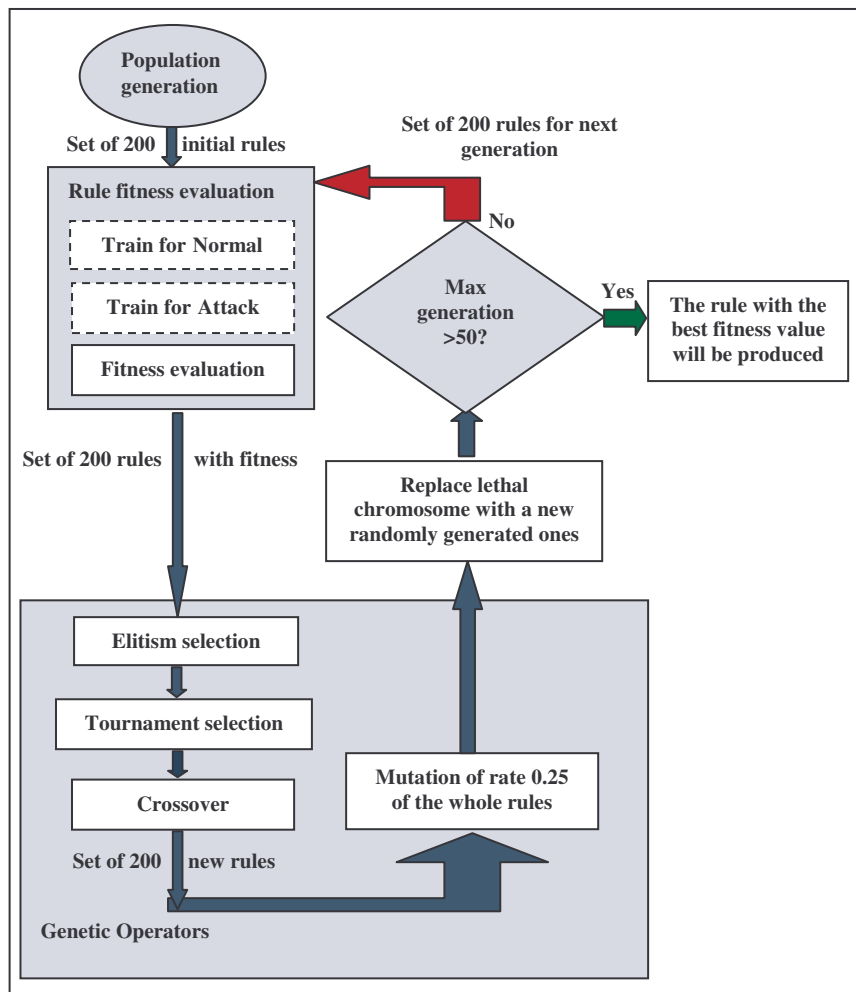 Population
generation
Set of 200 initial rules
Rule fitness evaluation
Train for Normal
Train for Attack
Fitness evaluation
Set of 200 rules with fitness
Elitism selection
Tournament selection
Crossover
Set of 200 new rules
Genetic Operators
Mutation of rate 0.25
of the whole rules
Replace lethal
chromosome with a new
randomly generated ones
Max
generation
>50?
No
Set of 200 rules for next
generation
Yes
The rule with the
best fitness value
will be produced